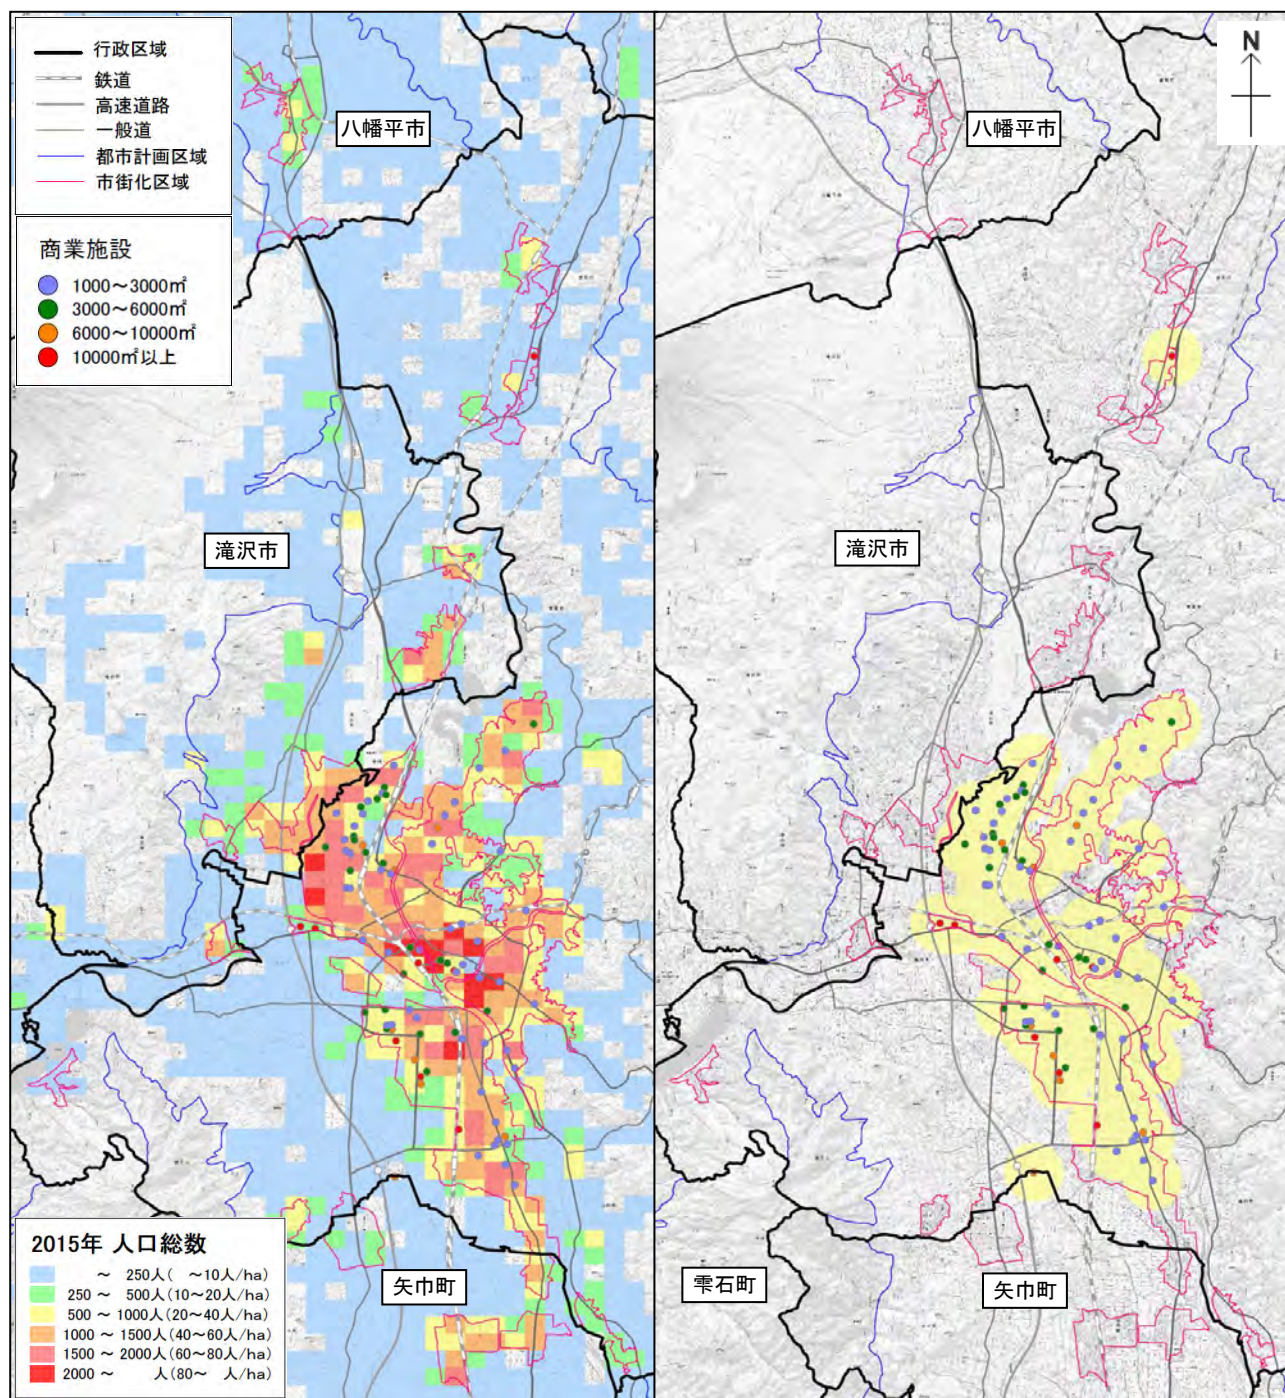 行政区域
鉄道
高速道路
一般道
都市計画区域
市街化区域
商業施設
1000～3000㎡
3000～6000㎡
6000～10000㎡
10000㎡以上
八幡平市
滝沢市
矢巾町
2015年 人口総数
～ 250人( ～10人/ha)
250 ～ 500人(10～20人/ha)
500 ～ 1000人(20～40人/ha)
1000 ～ 1500人(40～60人/ha)
1500 ～ 2000人(60～80人/ha)
2000 ～ 人(80～ 人/ha)
N
八幡平市
滝沢市
雫石町
矢巾町